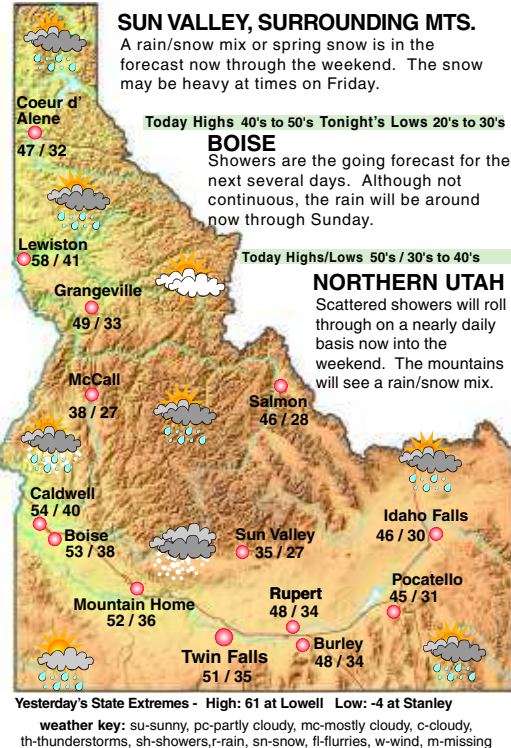 SUN VALLEY, SURROUNDING MTS.
A rain/snow mix or spring snow is in the
forecast now through the weekend. The snow
may be heavy at times on Friday.
Today Highs 40's to 50's Tonight's Lows 20's to 30's
BOISE
Showers are the going forecast for the
next several days. Although not
continuous, the rain will be around
now through Sunday.
Today Highs/Lows 50's / 30's to 40's
NORTHERN UTAH
Scattered showers will roll
through on a nearly daily
basis now into the
weekend. The mountains
will see a rain/snow mix.
Coeur d'
Alene
47 / 32
Lewiston
58 / 41
Grangeville
49 / 33
McCall
38 / 27
Salmon
46 / 28
Caldwell
54 / 40
Boise
53 / 38
Sun Valley
35 / 27
Idaho Falls
46 / 30
Mountain Home
52 / 36
Rupert
48 / 34
Pocatello
45 / 31
Twin Falls
51 / 35
Burley
48 / 34
Yesterday's State Extremes - High: 61 at Lowell Low: -4 at Stanley
weather key: su-sunny, pc-partly cloudy, mc-mostly cloudy, c-cloudy,
th-thunderstorms, sh-showers,r-rain, sn-snow, fl-flurries, w-wind, m-missing